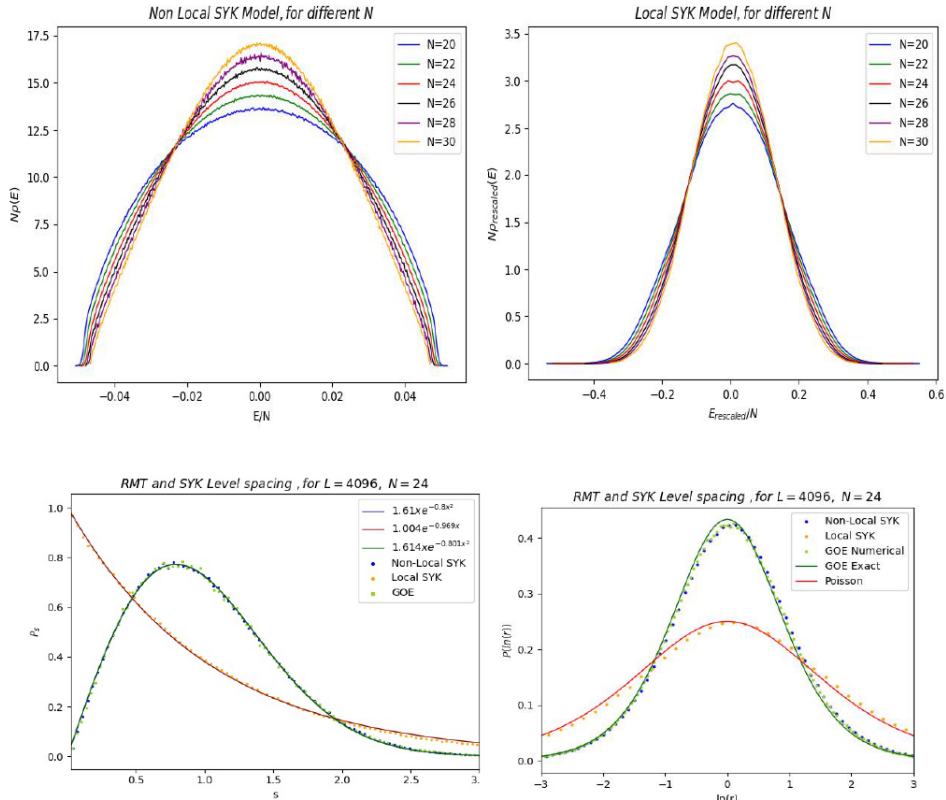 Non Local SYK Model, for different N
17.5
15.0
12.5
10.0
7.5
5.0
2.5
0.0
Nρ(E)
−0.04
−0.02
0.00
0.02
0.04
E/N
N=20
N=22
N=24
N=26
N=28
N=30
Local SYK Model, for different N
3.5
3.0
2.5
2.0
1.5
1.0
0.5
0.0
Nρrescaled(E)
−0.4
−0.2
0.0
0.2
0.4
0.6
Erescaled/N
N=20
N=22
N=24
N=26
N=28
N=30
RMT and SYK Level spacing , for L = 4096, N = 24
1.0
0.8
0.6
0.4
0.2
0.0
Ps
0.5
1.0
1.5
2.0
2.5
3.
s
1.61xe^−0.8x²
1.004e^−0.969x
1.614xe^−0.801x²
Non-Local SYK
Local SYK
GOE
RMT and SYK Level spacing , for L = 4096, N = 24
0.4
0.3
0.2
0.1
0.0
P(ln(r))
−3
−2
−1
0
1
2
3
ln(r)
Non-Local SYK
Local SYK
GOE Numerical
GOE Exact
Poisson